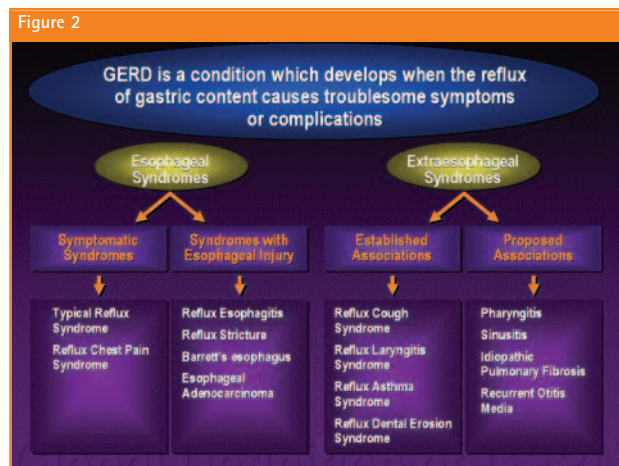 Figure 2
GERD is a condition which develops when the reflux
of gastric content causes troublesome symptoms
or complications
Esophageal
Syndromes
Extraesophageal
Syndromes
Symptomatic
Syndromes
Syndromes with
Esophageal Injury
Established
Associations
Proposed
Associations
Typical Reflux
Syndrome
Reflux Chest Pain
Syndrome
Reflux Esophagitis
Reflux Stricture
Barrett's esophagus
Esophageal
Adenocarcinoma
Reflux Cough
Syndrome
Reflux Laryngitis
Syndrome
Reflux Asthma
Syndrome
Reflux Dental Erosion
Syndrome
Pharyngitis
Sinusitis
Idiopathic
Pulmonary Fibrosis
Recurrent Otitis
Media